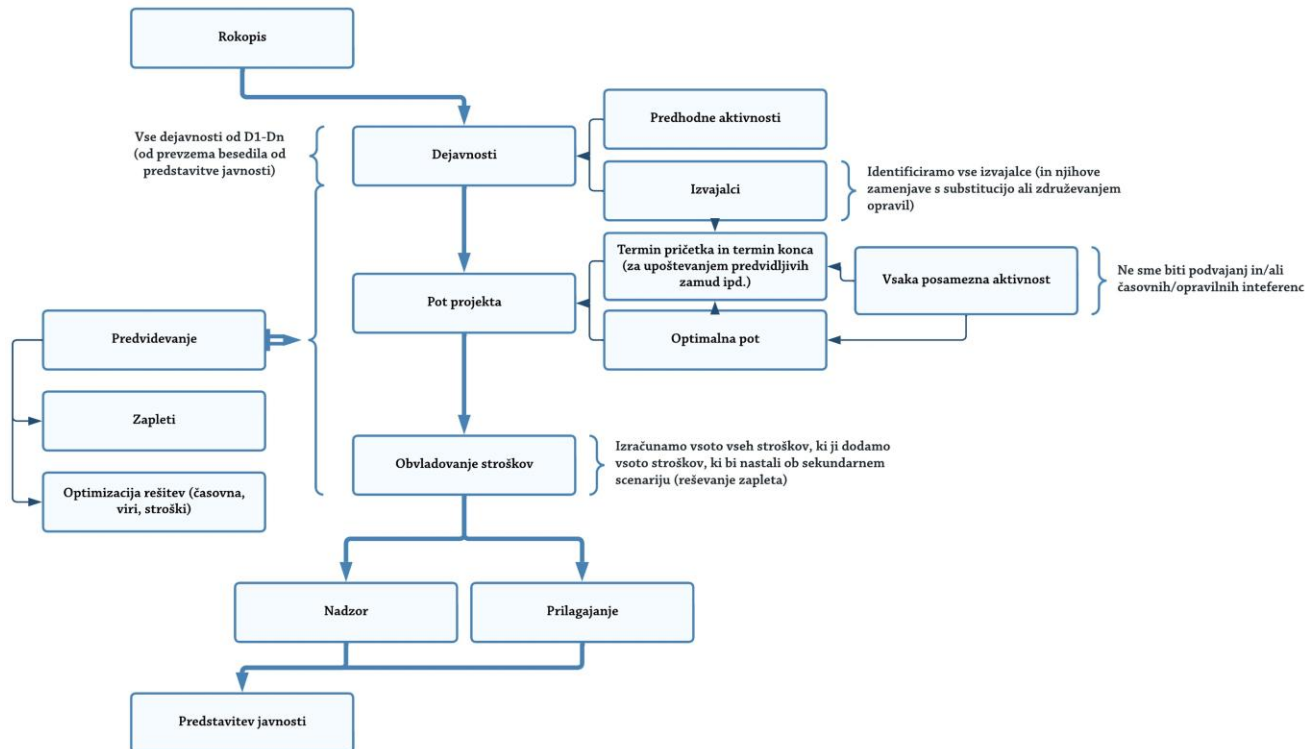 Rokopis
Predhodne aktivnosti
Vse dejavnosti od D1-Dn
(od prevzema besedila od
predstavitve javnosti)
Dejavnosti
Izvajalci
Identificiramo vse izvajalce (in njihove
zamenjave s substitucijo ali združevanjem
opravil)
Termin pričetka in termin konca
(za upoštevanjem predvidljivih
zamud ipd.)
Vsaka posamezna aktivnost
Ne sme biti podvajanj in/ali
časovnih/opravilnih inteferenc
Pot projekta
Optimalna pot
Predvidevanje
Zapleti
Optimizacija rešitev (časovna,
viri, stroški)
Obvladovanje stroškov
Izračunamo vsoto vseh stroškov, ki ji dodamo
vsoto stroškov, ki bi nastali ob sekundarnem
scenariju (reševanje zapleta)
Nadzor
Prilagajanje
Predstavitev javnosti